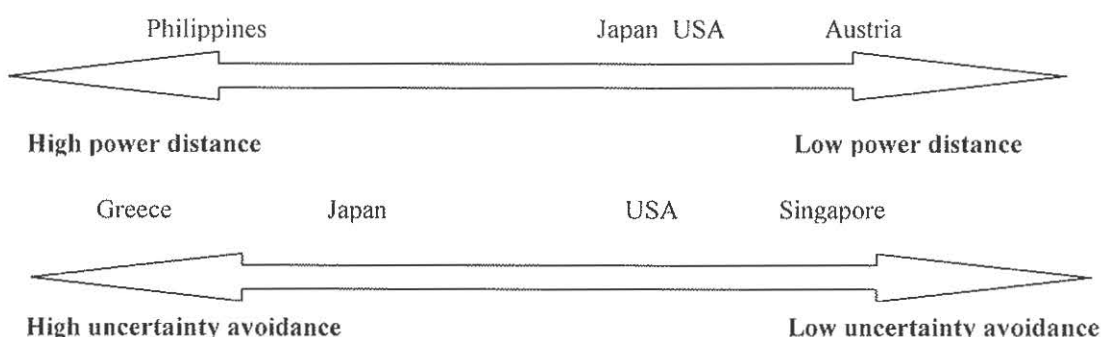 Philippines Japan USA Austria
High power distance Low power distance
Greece Japan USA Singapore
High uncertainty avoidance Low uncertainty avoidance